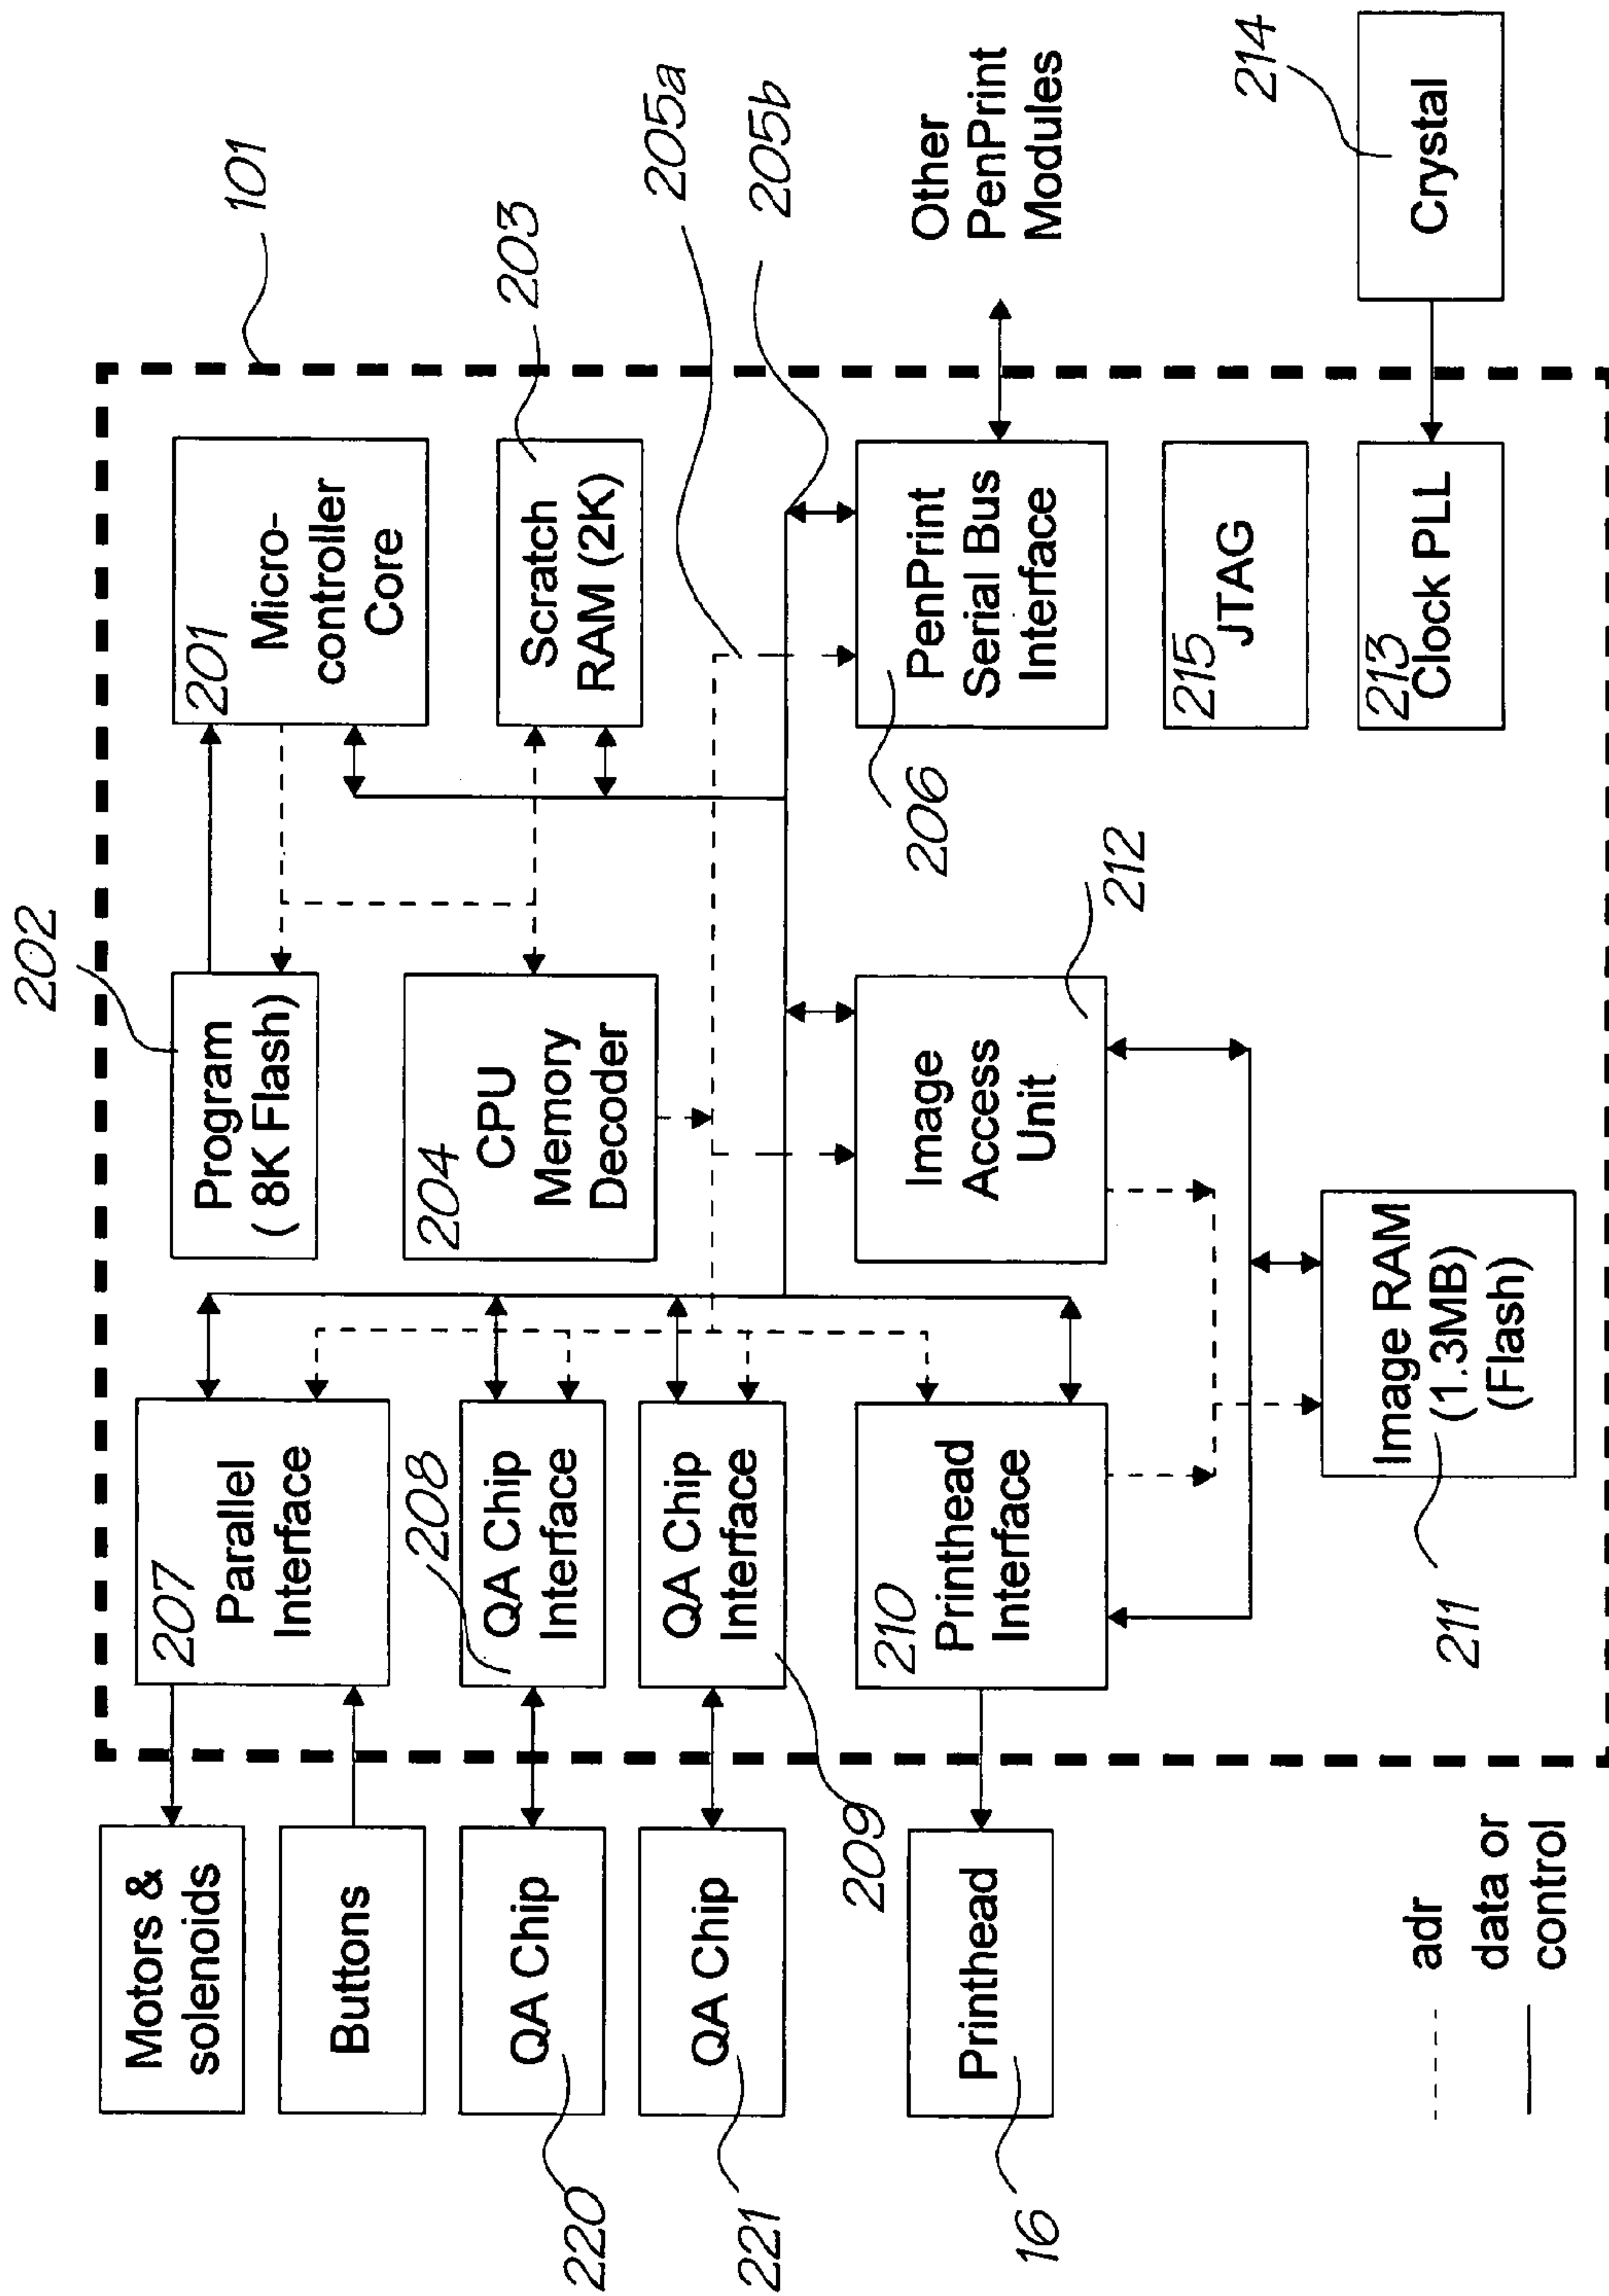 Motors &
solenoids
Buttons
QA Chip
220
QA Chip
221
Printhead
16
adr
data or
control
207
Parallel
Interface
208
QA Chip
Interface
QA Chip
Interface
209
210
Printhead
Interface
Image RAM
(1.3MB)
(Flash)
211
202
Program
( 8K Flash)
204
CPU
Memory
Decoder
Image
Access
Unit
212
201
Micro-
controller
Core
Scratch
RAM (2K)
203
101
205a
205b
206
PenPrint
Serial Bus
Interface
215
JTAG
213
Clock PLL
Other
PenPrint
Modules
214
Crystal